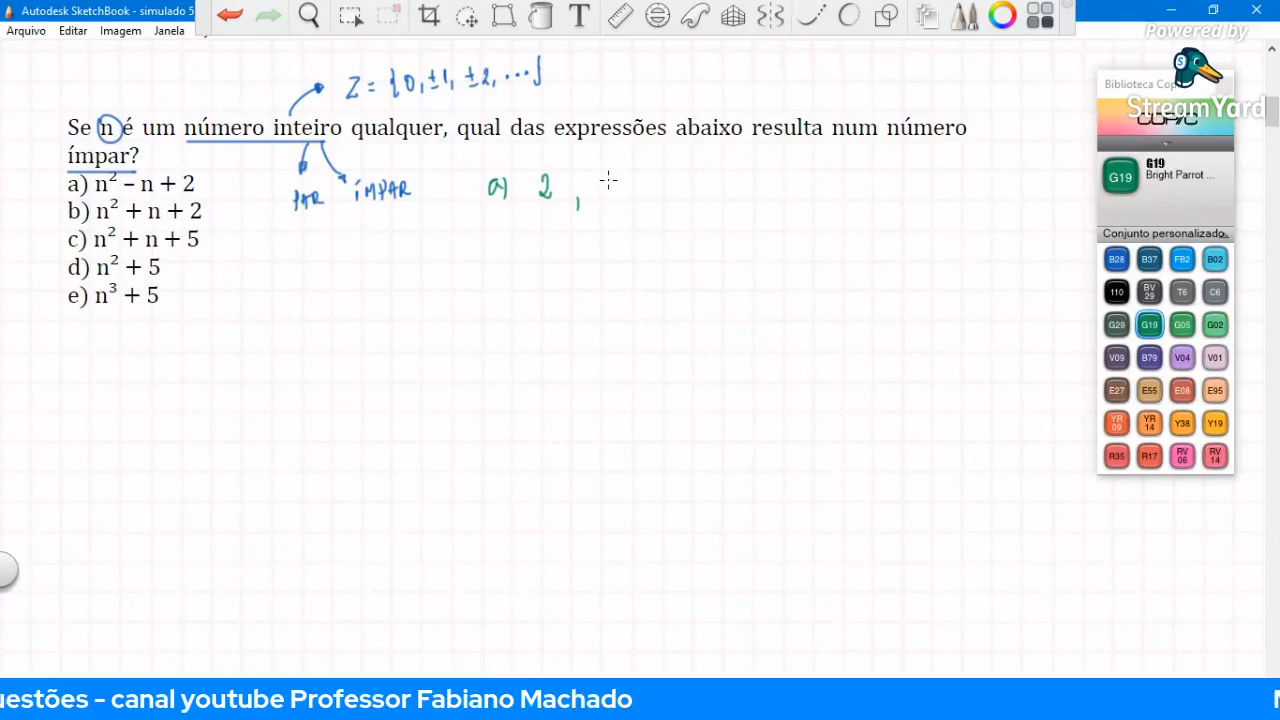 Autodesk SketchBook - simulado 5
Arquivo Editar Imagem Janela
Powered by
StreamYard
Biblioteca Cop
COPIC
G19
G19
Bright Parrot ...
Conjunto personalizado
B28 B37 FB2 B02
110 BV 29 T6 C6
G29 G19 G05 G02
V09 B79 V04 V01
E27 E55 E08 E95
YR 09 YR 14 Y38 Y19
R35 R17 RV 06 RV 14
Z = {0, ±1, ±2, ...}
Se n é um número inteiro qualquer, qual das expressões abaixo resulta num número
ímpar?
PAR ÍMPAR
a) n² – n + 2
b) n² + n + 2
c) n² + n + 5
d) n² + 5
e) n³ + 5
a) 2 ,
uestões - canal youtube Professor Fabiano Machado